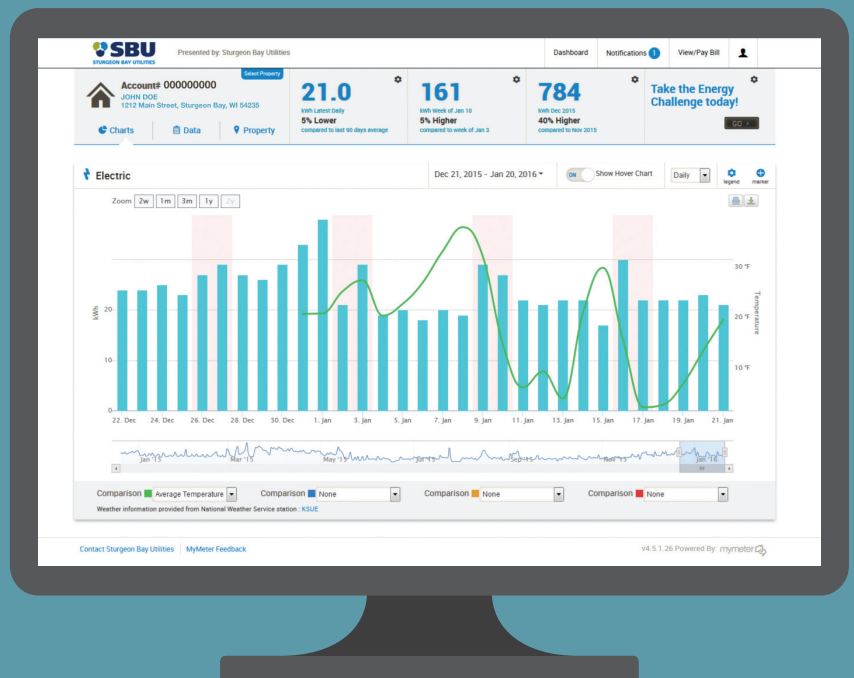 SBU
STURGEON BAY UTILITIES
Presented by: Sturgeon Bay Utilities
Dashboard
Notifications 1
View/Pay Bill
Select Property
Account# 000000000
JOHN DOE
1212 Main Street, Sturgeon Bay, WI 54235
Charts
Data
Property
21.0
kWh Latest Daily
5% Lower
compared to last 90 days average
161
kWh Week of Jan 10
5% Higher
compared to week of Jan 3
784
kWh Dec 2015
40% Higher
compared to Nov 2015
Take the Energy
Challenge today!
GO
Electric
Dec 21, 2015 - Jan 20, 2016
ON
Show Hover Chart
Daily
legend
marker
Zoom 2w 1m 3m 1y 2y
kWh
20
10
0
30 °F
20 °F
10 °F
Temperature
22. Dec 24. Dec 26. Dec 28. Dec 30. Dec 1. Jan 3. Jan 5. Jan 7. Jan 9. Jan 11. Jan 13. Jan 15. Jan 17. Jan 19. Jan 21. Jan
Jan '15 Mar '15 May '15 Jul '15 Sep '15 Nov '15 Jan '16
Comparison Average Temperature
Comparison None
Comparison None
Comparison None
Weather information provided from National Weather Service station : KSUE
Contact Sturgeon Bay Utilities
MyMeter Feedback
v4.5.1.26 Powered By: mymeter